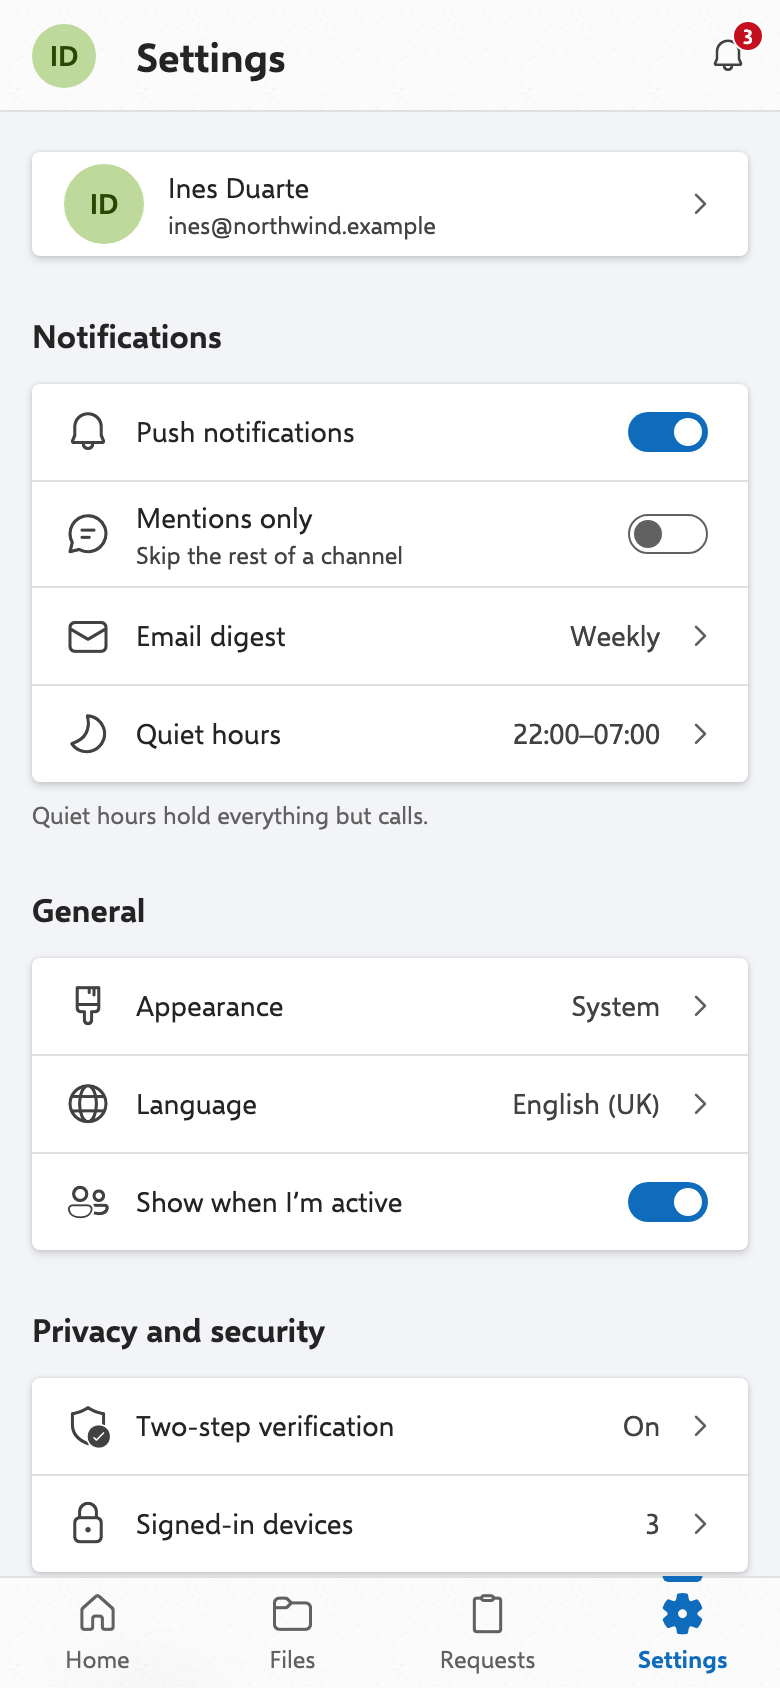 ID
Settings
3
ID
Ines Duarte
ines@northwind.example
Notifications
Push notifications
Mentions only
Skip the rest of a channel
Email digest Weekly
Quiet hours 22:00–07:00
Quiet hours hold everything but calls.
General
Appearance System
Language English (UK)
Show when I’m active
Privacy and security
Two-step verification On
Signed-in devices 3
Home Files Requests Settings